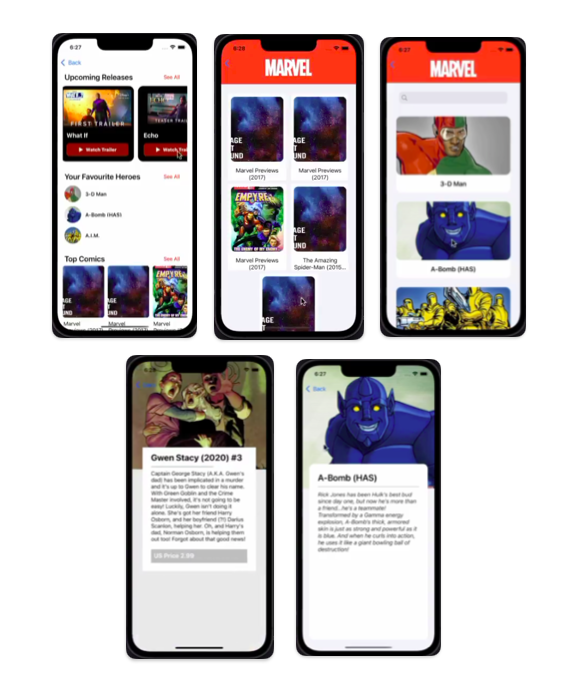 6:27
Back
Upcoming Releases See All
FIRST TRAILER
TEASER TRAILER
What If
Echo
Watch Trailer
Watch Trai
Your Favourite Heroes See All
3-D Man
A-Bomb (HAS)
A.I.M.
Top Comics See All
AGE
T
UND
AGE
T
UND
Marvel
Marvel
Marvel
6:28
MARVEL
AGE
T
UND
AGE
T
UND
Marvel Previews
(2017)
Marvel Previews
(2017)
EMPYRE
AGE
T
UND
Marvel Previews
(2017)
The Amazing
Spider-Man (2015...
AGE
T
UND
6:27
MARVEL
3-D Man
A-Bomb (HAS)
Gwen Stacy (2020) #3
Captain George Stacy (A.K.A. Gwen's
dad) has been implicated in a murder
and it's up to Gwen to clear his name.
With Green Goblin and the Crime
Master involved, it's not going to be
easy! Luckily, Gwen isn't doing it
alone. She's got her friend Harry
Osborn, and her boyfriend (?!) Darius
Scanlon, helping her. Oh, and Harry's
dad, Norman Osborn, is helping them
out too! Forgot about that good news!
US Price 3.99
6:27
Back
A-Bomb (HAS)
Rick Jones has been Hulk's best bud
since day one, but now he's more than
a friend...he's a teammate!
Transformed by a Gamma energy
explosion, A-Bomb's thick, armored
skin is just as strong and powerful as it
is blue. And when he curls into action,
he uses it like a giant bowling ball of
destruction!